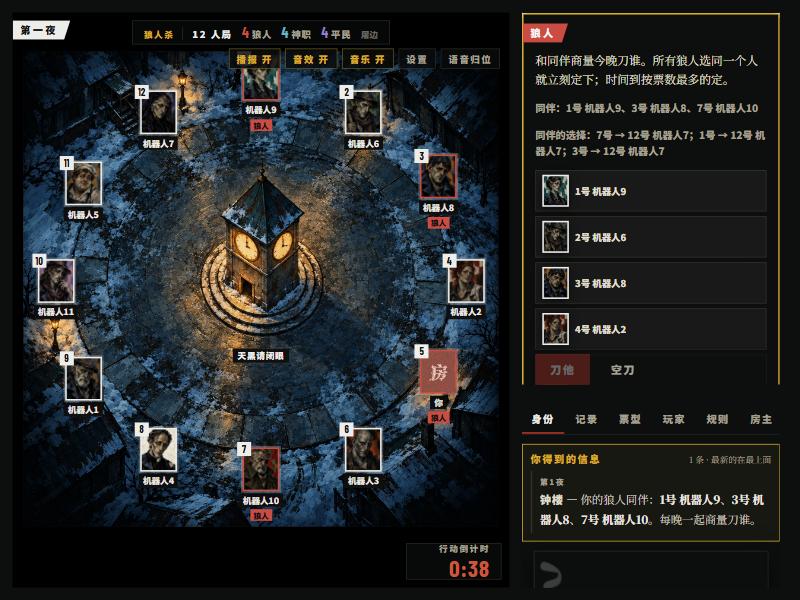 第一夜
狼人杀 12 人局 4 狼人 4 神职 4 平民 屠边
播报 开 音效 开 音乐 开 设置 语音归位
机器人9
狼人
12
机器人7
2
机器人6
11
机器人5
3
机器人8
狼人
10
机器人11
4
机器人2
天黑请闭眼
9
机器人1
5
房
你
狼人
8
机器人4
7
机器人10
狼人
6
机器人3
行动倒计时
0:38
狼人
和同伴商量今晚刀谁。所有狼人选同一个人
就立刻定下；时间到按票数最多的定。
同伴：1号 机器人9、3号 机器人8、7号 机器人10
同伴的选择：7号 → 12号 机器人7；1号 → 12号 机
器人7；3号 → 12号 机器人7
1号 机器人9
2号 机器人6
3号 机器人8
4号 机器人2
刀他 空刀
身份 记录 票型 玩家 规则 房主
你得到的信息 1 条 · 最新的在最上面
第1夜
钟楼 — 你的狼人同伴：1号 机器人9、3号 机
器人8、7号 机器人10。每晚一起商量刀谁。